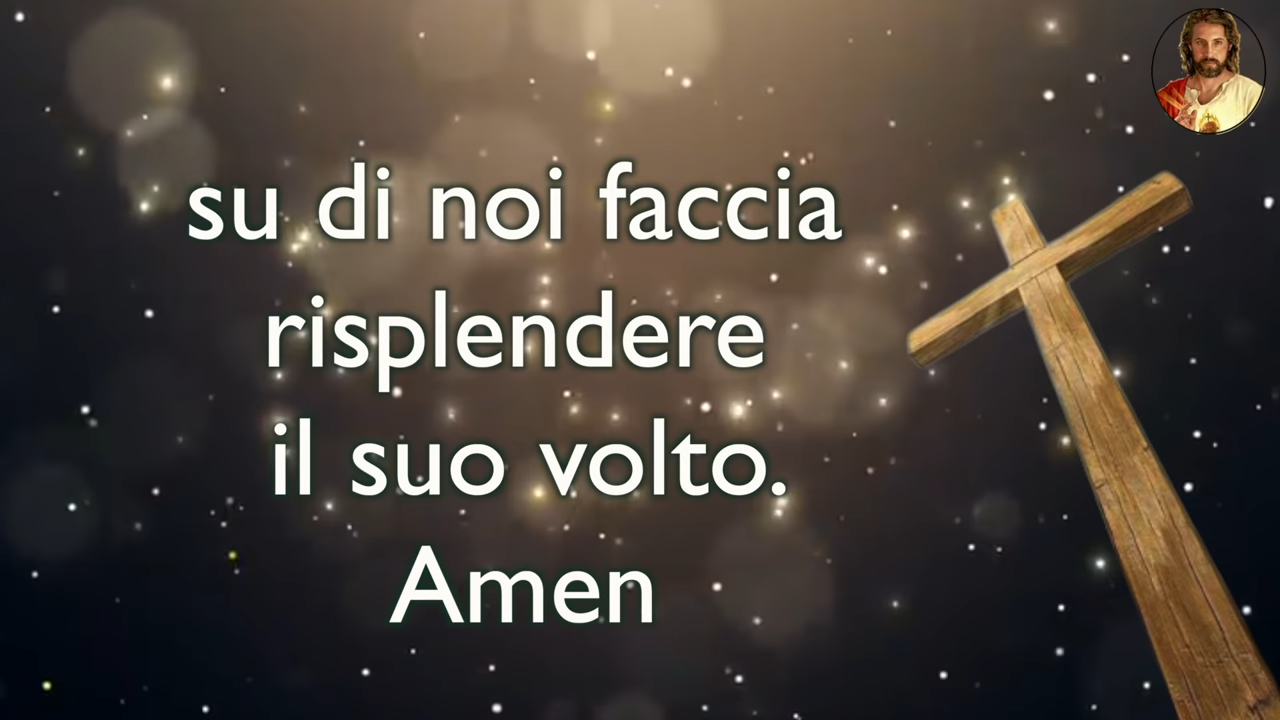 su di noi faccia
risplendere
il suo volto.
Amen